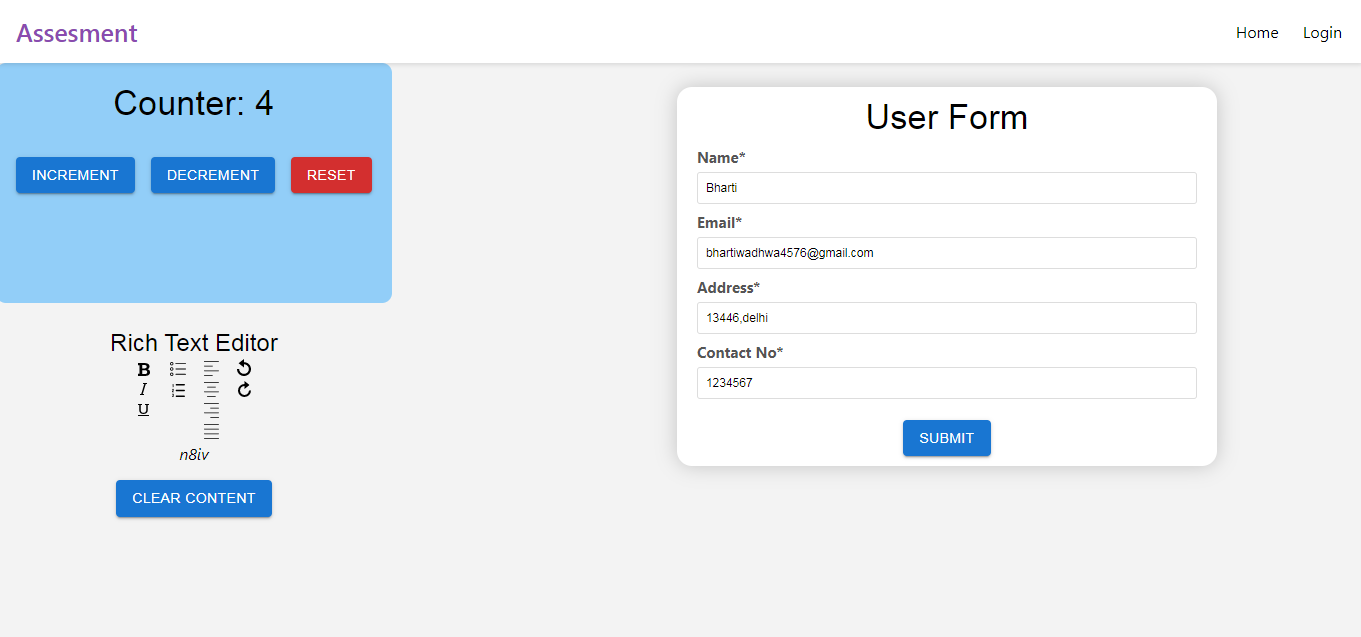 Assesment
Home Login
Counter: 4
INCREMENT DECREMENT RESET
Rich Text Editor
B
I
U
n8iv
CLEAR CONTENT
User Form
Name*
Bharti
Email*
bhartiwadhwa4576@gmail.com
Address*
13446,delhi
Contact No*
1234567
SUBMIT